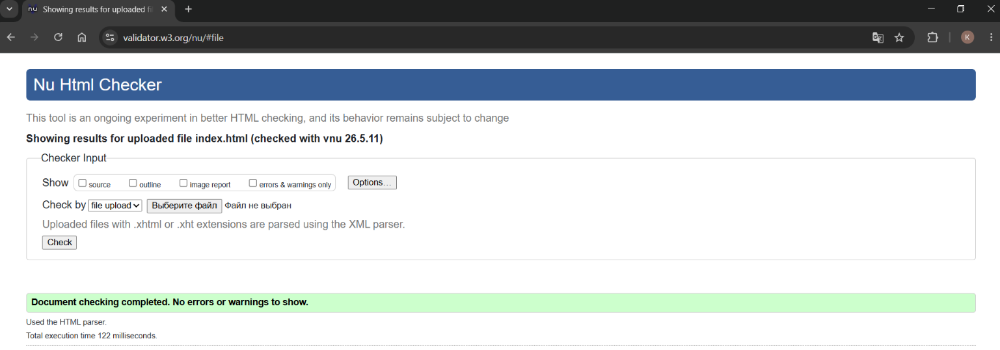 nu Showing results for uploaded fi
validator.w3.org/nu/#file
K
Nu Html Checker
This tool is an ongoing experiment in better HTML checking, and its behavior remains subject to change
Showing results for uploaded file index.html (checked with vnu 26.5.11)
Checker Input
Show source outline image report errors & warnings only Options...
Check by file upload Выберите файл Файл не выбран
Uploaded files with .xhtml or .xht extensions are parsed using the XML parser.
Check
Document checking completed. No errors or warnings to show.
Used the HTML parser.
Total execution time 122 milliseconds.